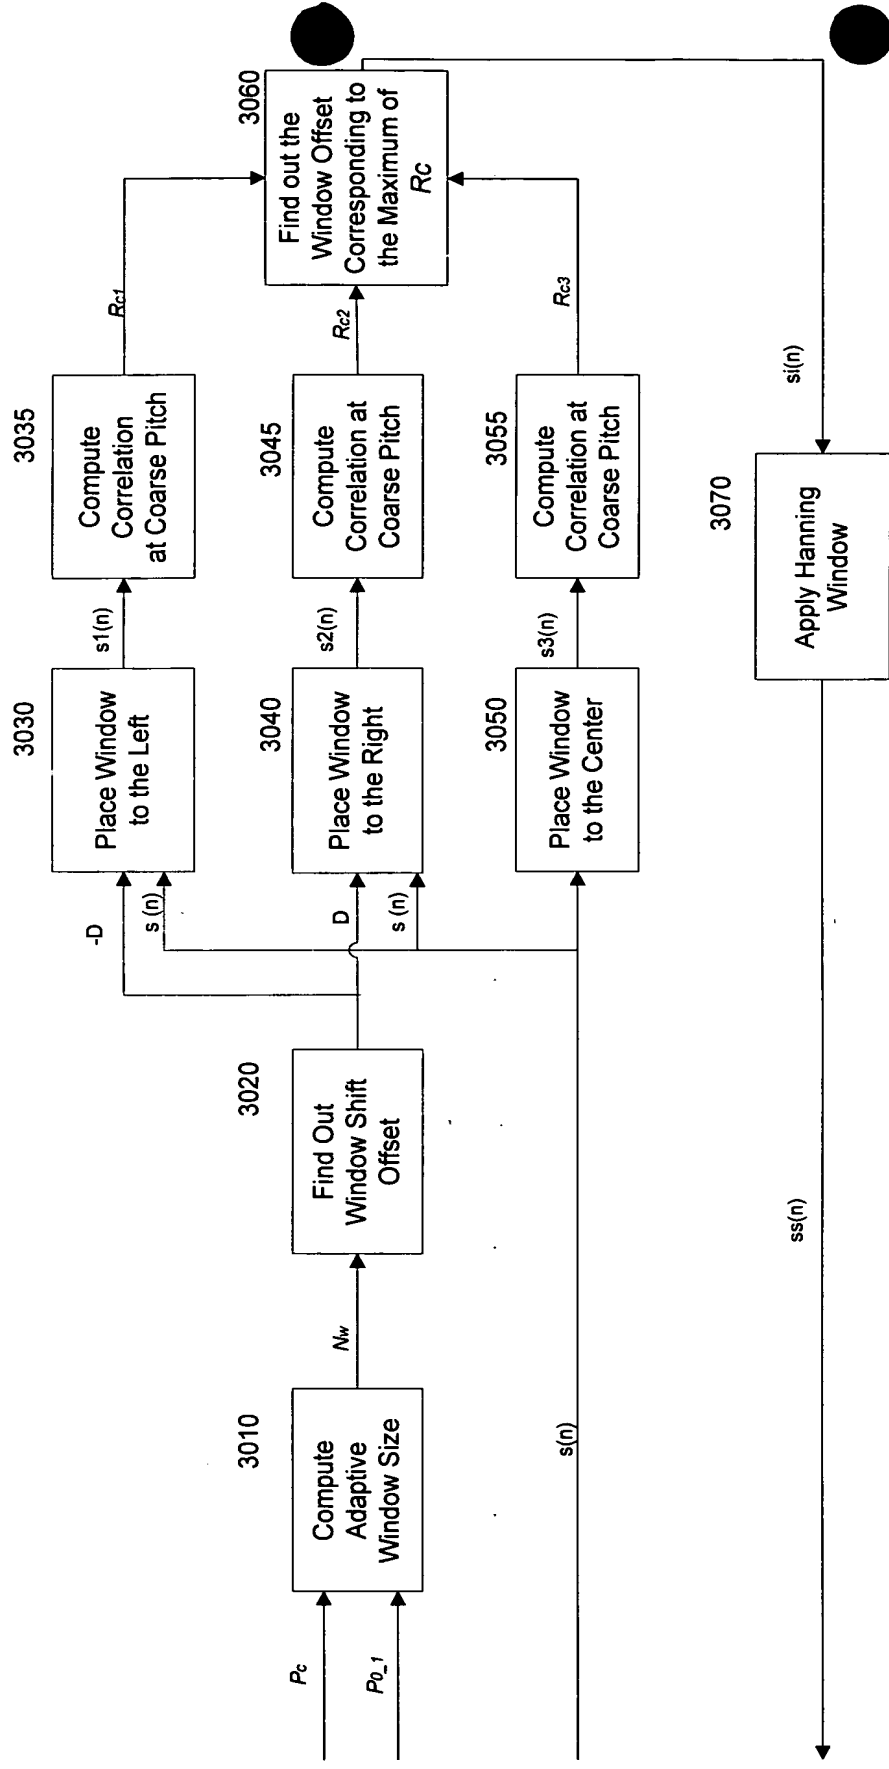 Pc
P0_1
3010
Compute
Adaptive
Window Size
Nw
3020
Find Out
Window Shift
Offset
-D
s (n)
D
s (n)
s(n)
3030
Place Window
to the Left
s1(n)
3035
Compute
Correlation
at Coarse Pitch
Rc1
3040
Place Window
to the Right
s2(n)
3045
Compute
Correlation at
Coarse Pitch
Rc2
3050
Place Window
to the Center
s3(n)
3055
Compute
Correlation at
Coarse Pitch
Rc3
3060
Find out the
Window Offset
Corresponding to
the Maximum of
Rc
si(n)
3070
Apply Hanning
Window
ss(n)